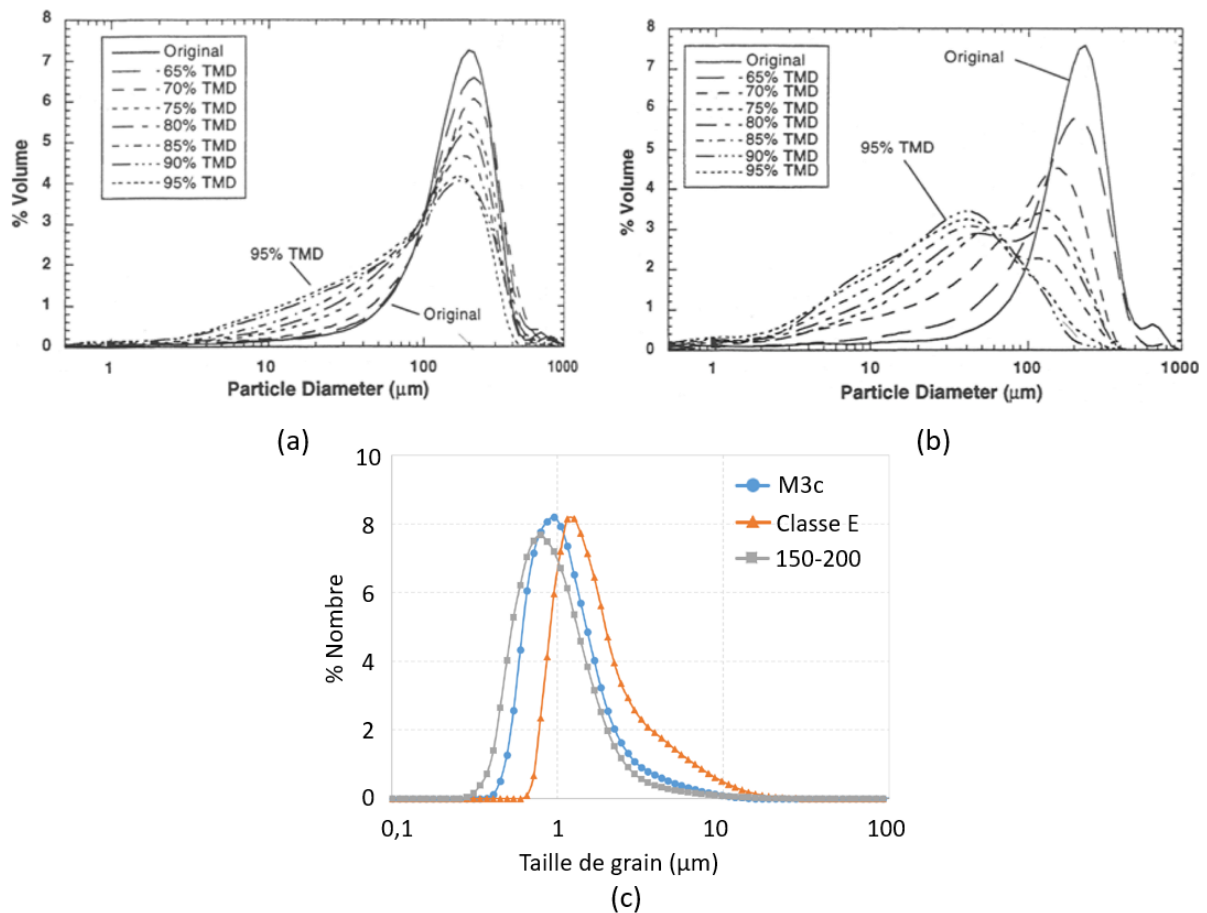 8
7
6
5
4
3
2
1
0
% Volume
Original
65% TMD
70% TMD
75% TMD
80% TMD
85% TMD
90% TMD
95% TMD
95% TMD
Original
1
10
100
1000
Particle Diameter (μm)
(a)
8
7
6
5
4
3
2
1
0
% Volume
Original
65% TMD
70% TMD
75% TMD
80% TMD
85% TMD
90% TMD
95% TMD
Original
95% TMD
1
10
100
1000
Particle Diameter (μm)
(b)
10
8
6
4
2
0
% Nombre
M3c
Classe E
150-200
0,1
1
10
100
Taille de grain (μm)
(c)